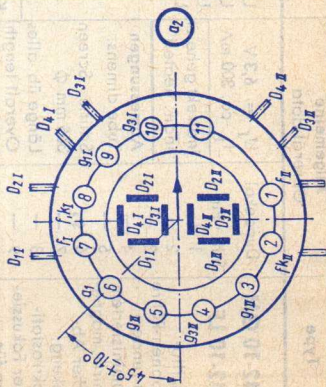 a2
D1I
D2I
D4I
D3I
D4II
D3II
fI
f,kI
g1I
g3I
a1
gII
g3II
g1II
fkII
fII
6
7
8
9
10
11
5
4
3
2
1
D2I
D4I
D3I
D1I
D2II
D4II
D3II
D1II
45°±10°